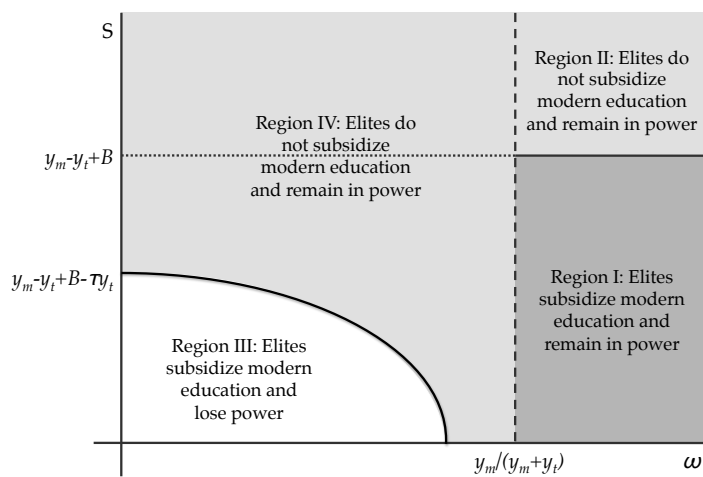 S
Region II: Elites do
not subsidize
modern education
and remain in power
Region IV: Elites do
not subsidize
modern education
and remain in power
yₘ-yₜ+B
yₘ-yₜ+B-τyₜ
Region I: Elites
subsidize modern
education and
remain in power
Region III: Elites
subsidize modern
education and
lose power
yₘ/(yₘ+yₜ)
ω